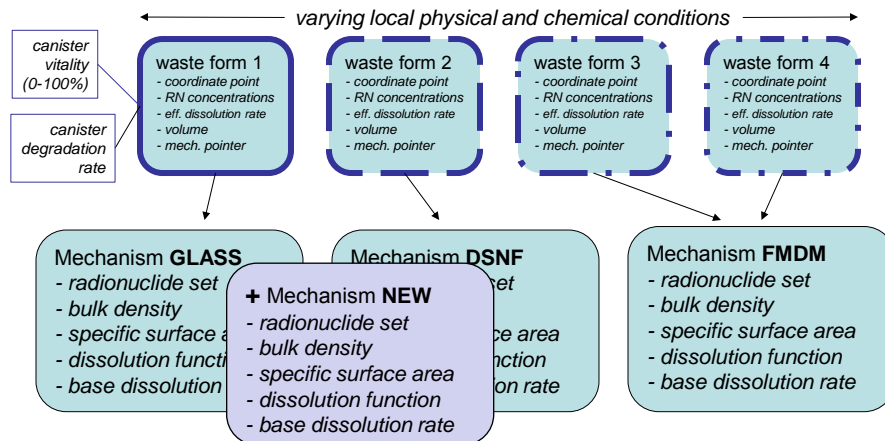 varying local physical and chemical conditions
canister
vitality
(0-100%)
canister
degradation
rate
waste form 1
- coordinate point
- RN concentrations
- eff. dissolution rate
- volume
- mech. pointer
waste form 2
- coordinate point
- RN concentrations
- eff. dissolution rate
- volume
- mech. pointer
waste form 3
- coordinate point
- RN concentrations
- eff. dissolution rate
- volume
- mech. pointer
waste form 4
- coordinate point
- RN concentrations
- eff. dissolution rate
- volume
- mech. pointer
Mechanism GLASS
- radionuclide set
- bulk density
- specific surface
- dissolution
- base dissolution
+ Mechanism NEW
- radionuclide set
- bulk density
- specific surface area
- dissolution function
- base dissolution rate
DSNF
set
area
dissolution rate
Mechanism FMDM
- radionuclide set
- bulk density
- specific surface area
- dissolution function
- base dissolution rate